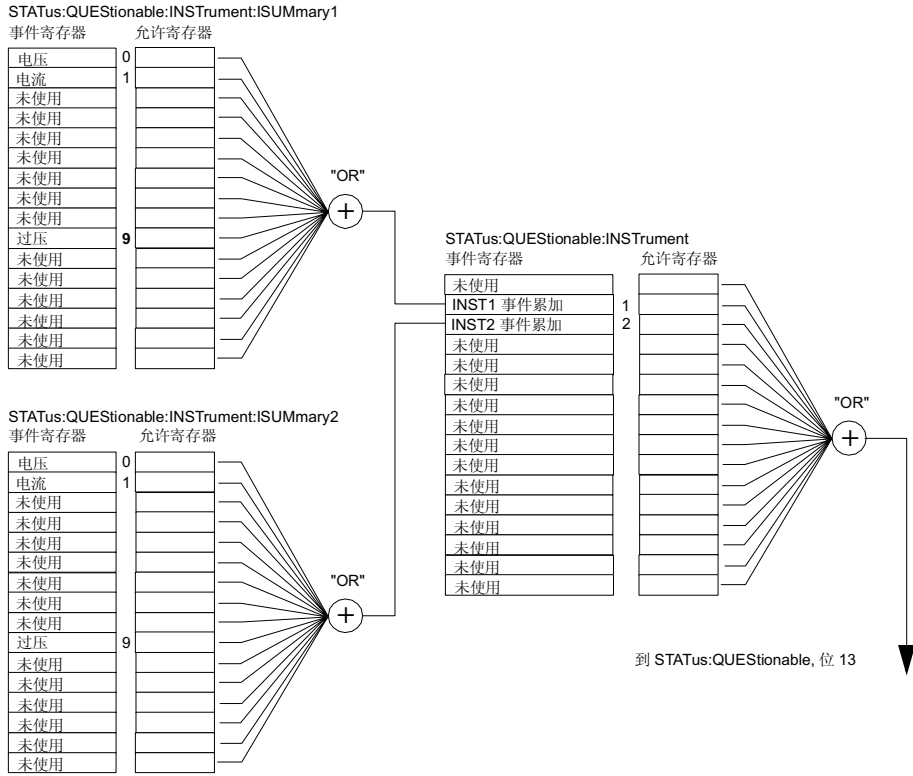 STATus:QUEStionable:INSTrument:ISUMmary1
事件寄存器 允许寄存器
电压 0
电流 1
未使用
未使用
未使用
未使用
未使用
未使用
未使用
过压 9
未使用
未使用
未使用
未使用
未使用
未使用
"OR"
+
STATus:QUEStionable:INSTrument:ISUMmary2
事件寄存器 允许寄存器
电压 0
电流 1
未使用
未使用
未使用
未使用
未使用
未使用
未使用
过压 9
未使用
未使用
未使用
未使用
未使用
未使用
"OR"
+
STATus:QUEStionable:INSTrument
事件寄存器 允许寄存器
未使用
INST1 事件累加 1
INST2 事件累加 2
未使用
未使用
未使用
未使用
未使用
未使用
未使用
未使用
未使用
未使用
未使用
未使用
未使用
"OR"
+
到 STATus:QUEStionable, 位 13